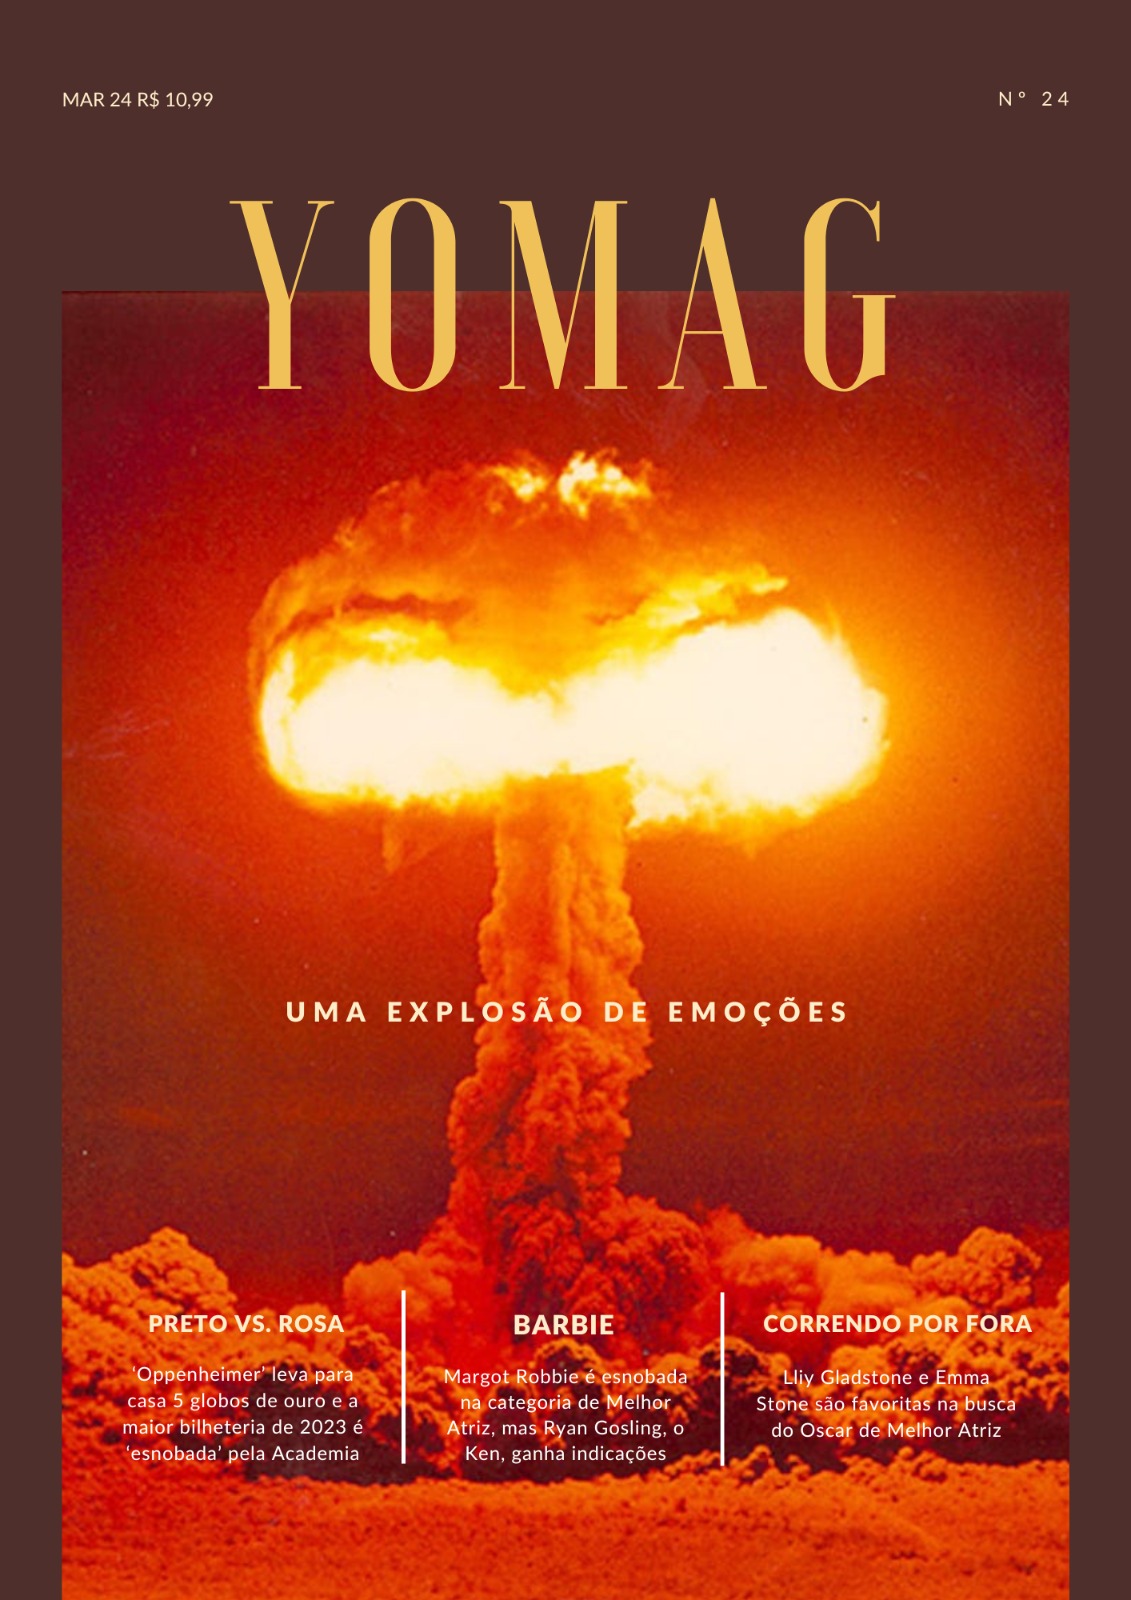 MAR 24 R$ 10,99
Nº 24
YOMAG
UMA EXPLOSÃO DE EMOÇÕES
PRETO VS. ROSA
‘Oppenheimer’ leva para
casa 5 globos de ouro e a
maior bilheteria de 2023 é
‘esnobada’ pela Academia
BARBIE
Margot Robbie é esnobada
na categoria de Melhor
Atriz, mas Ryan Gosling, o
Ken, ganha indicações
CORRENDO POR FORA
Lliy Gladstone e Emma
Stone são favoritas na busca
do Oscar de Melhor Atriz